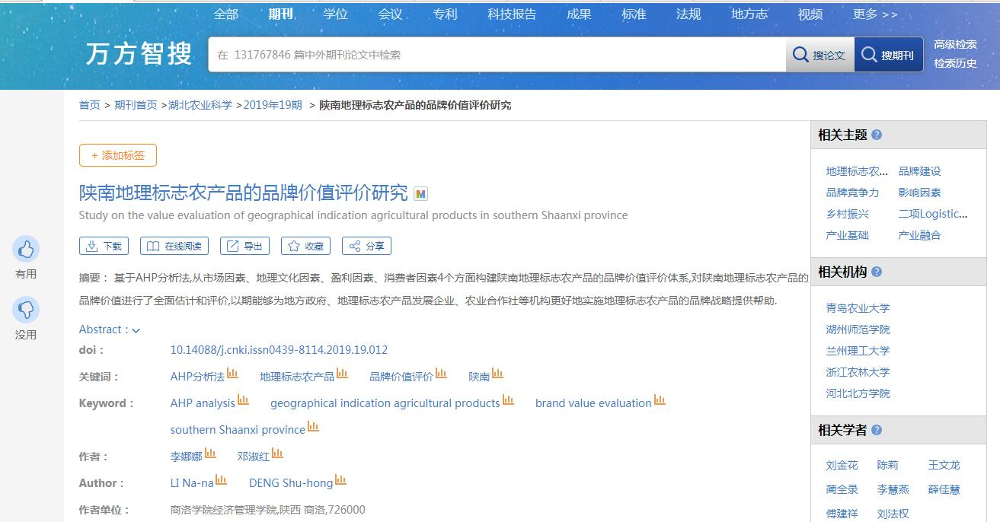 全部 期刊 学位 会议 专利 科技报告 成果 标准 法规 地方志 视频 更多 >>
万方智搜
在 131767846 篇中外期刊论文中检索
搜论文
搜期刊
高级检索
检索历史
首页 > 期刊首页 >湖北农业科学 >2019年19期 > 陕南地理标志农产品的品牌价值评价研究
+ 添加标签
陕南地理标志农产品的品牌价值评价研究 M
Study on the value evaluation of geographical indication agricultural products in southern Shaanxi province
下载 在线阅读 导出 收藏 分享
摘要： 基于AHP分析法,从市场因素、地理文化因素、盈利因素、消费者因素4个方面构建陕南地理标志农产品的品牌价值评价体系,对陕南地理标志农产品的
品牌价值进行了全面估计和评价,以期能够为地方政府、地理标志农产品发展企业、农业合作社等机构更好地实施地理标志农产品的品牌战略提供帮助.
Abstract：
doi： 10.14088/j.cnki.issn0439-8114.2019.19.012
关键词： AHP分析法 地理标志农产品 品牌价值评价 陕南
Keyword： AHP analysis geographical indication agricultural products brand value evaluation
southern Shaanxi province
作者： 李娜娜 邓淑红
Author： LI Na-na DENG Shu-hong
作者单位： 商洛学院经济管理学院,陕西 商洛,726000
有用
没用
相关主题 ?
地理标志农... 品牌建设
品牌竞争力 影响因素
乡村振兴 二项Logistic...
产业基础 产业融合
相关机构 ?
青岛农业大学
湖州师范学院
兰州理工大学
浙江农林大学
河北北方学院
相关学者 ?
刘金花 陈莉 王文龙
蔺全录 李慧燕 薛佳慧
傅建祥 刘法权